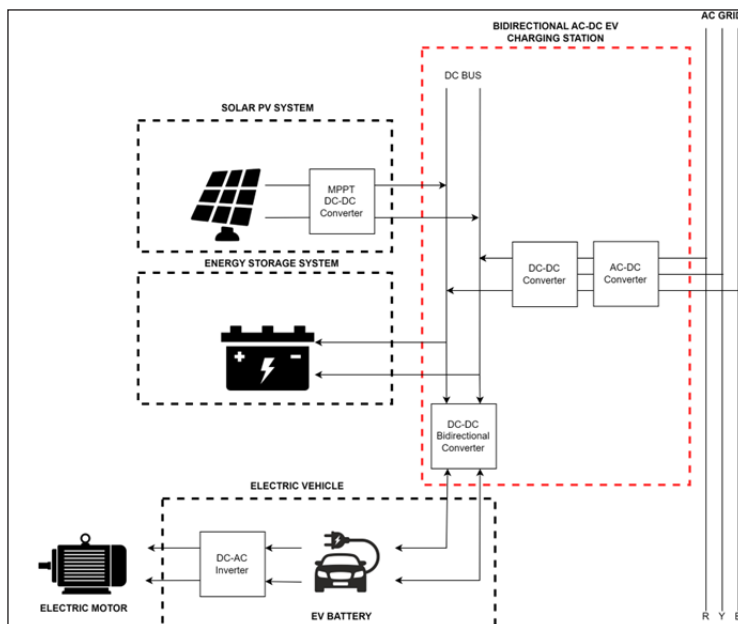 BIDIRECTIONAL AC-DC EV
CHARGING STATION
AC GRID
DC BUS
SOLAR PV SYSTEM
MPPT
DC-DC
Converter
ENERGY STORAGE SYSTEM
DC-DC
Converter
AC-DC
Converter
+
-
DC-DC
Bidirectional
Converter
ELECTRIC VEHICLE
DC-AC
Inverter
ELECTRIC MOTOR
EV BATTERY
R Y